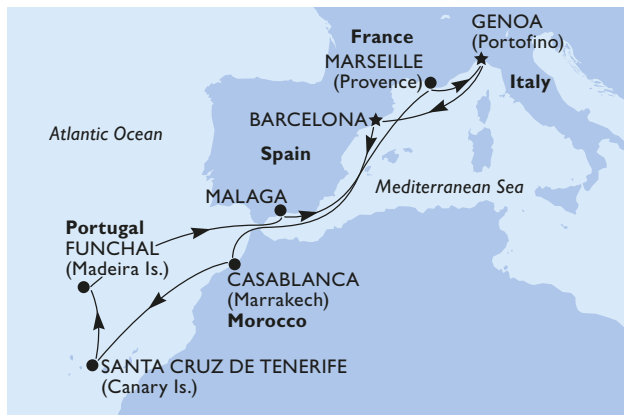 GENOA
(Portofino)
France
MARSEILLE
(Provence)
Italy
BARCELONA
Atlantic Ocean
Spain
Mediterranean Sea
MALAGA
Portugal
FUNCHAL
(Madeira Is.)
CASABLANCA
(Marrakech)
Morocco
SANTA CRUZ DE TENERIFE
(Canary Is.)